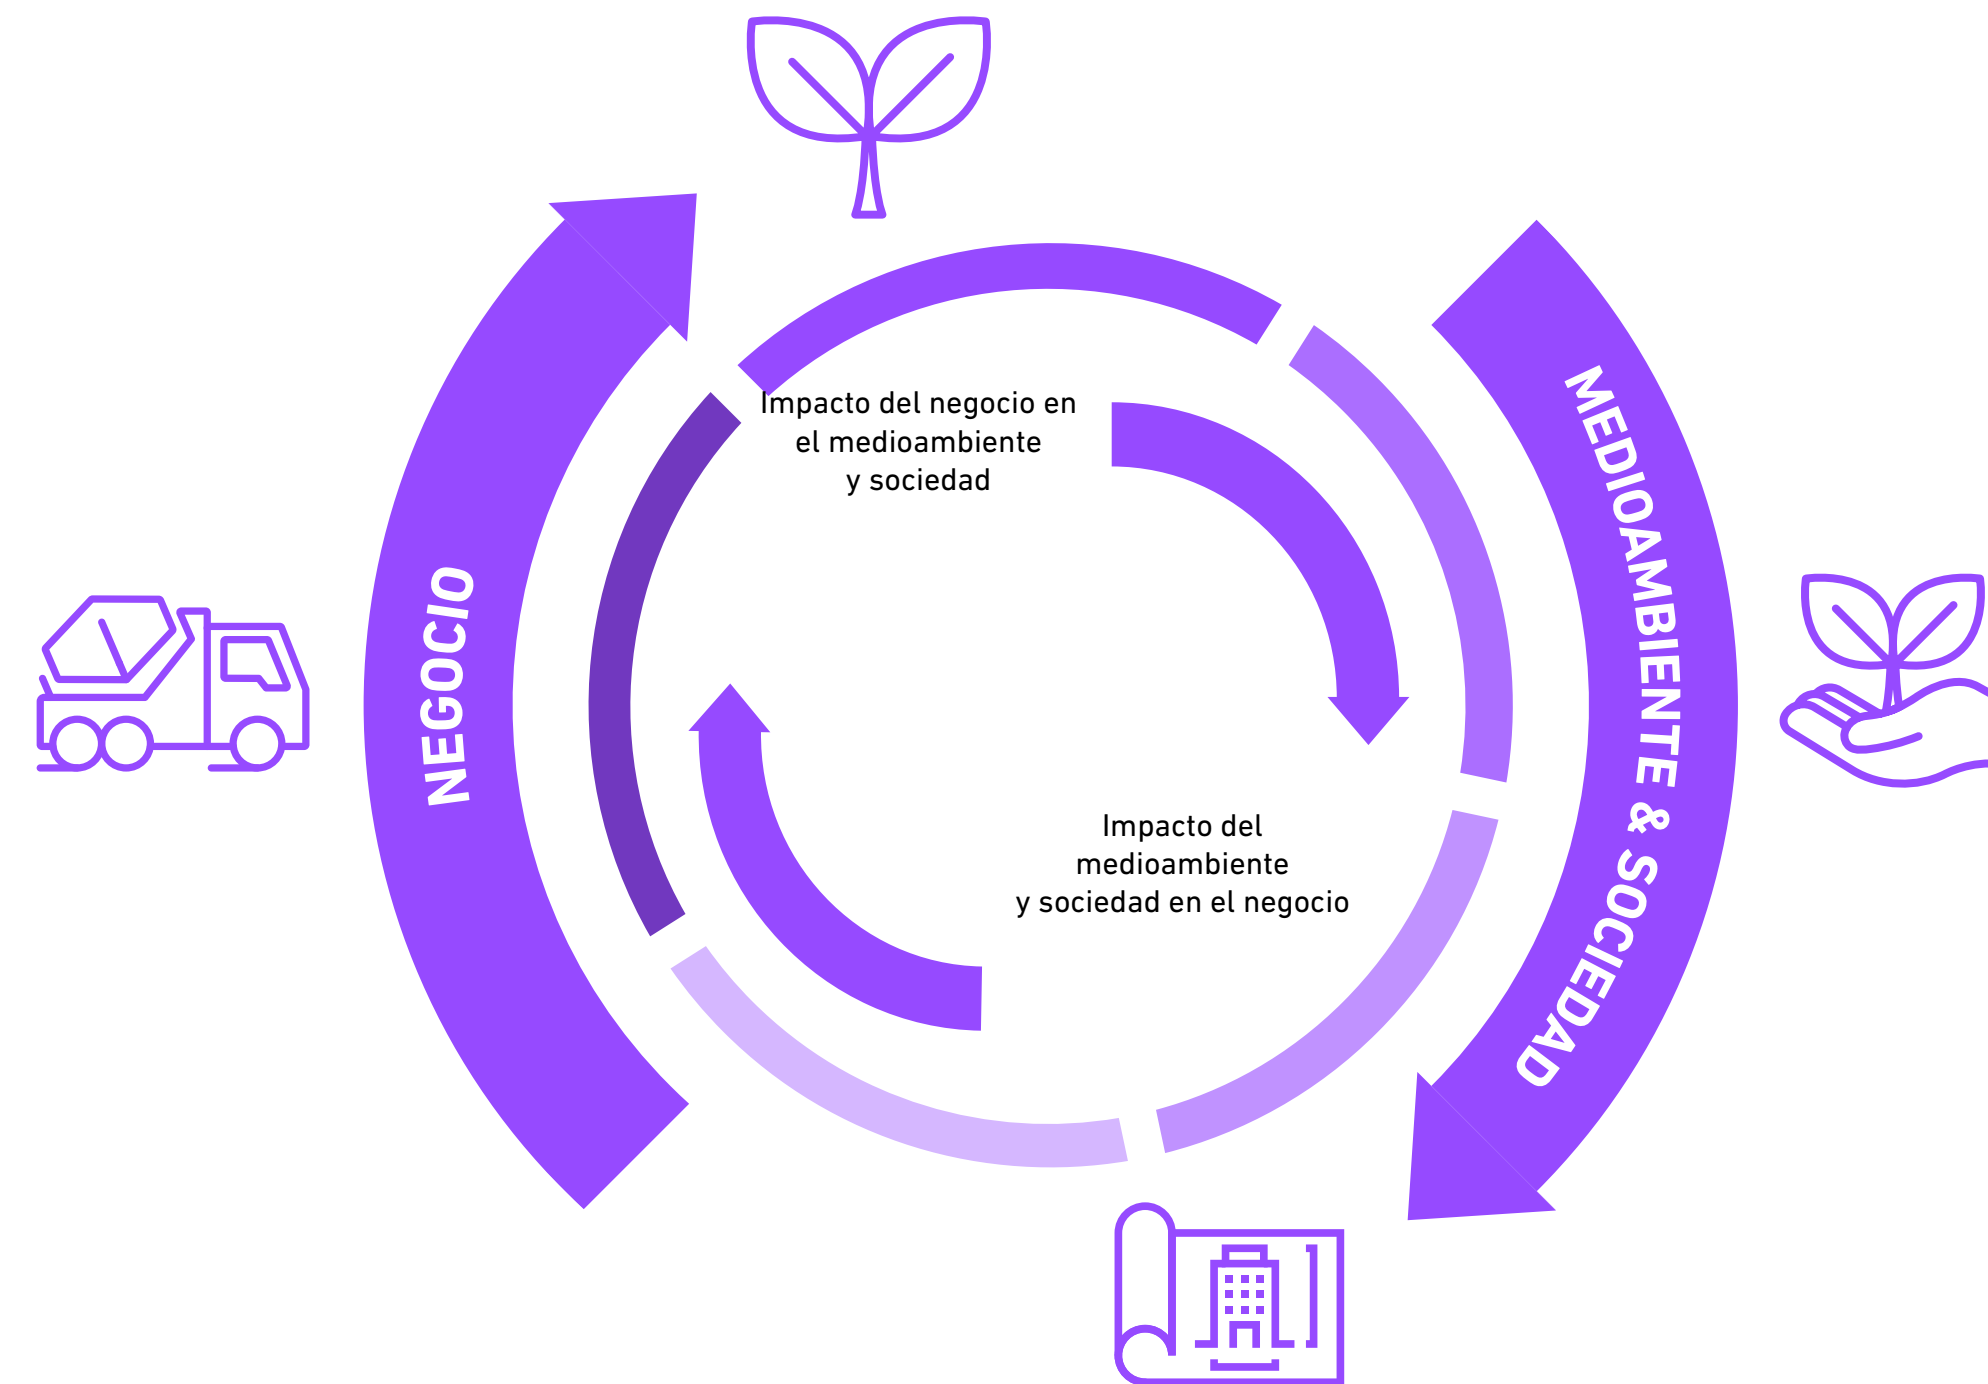 Impacto del negocio en
el medioambiente
y sociedad
NEGOCIO
MEDIOAMBIENTE & SOCIEDAD
Impacto del
medioambiente
y sociedad en el negocio